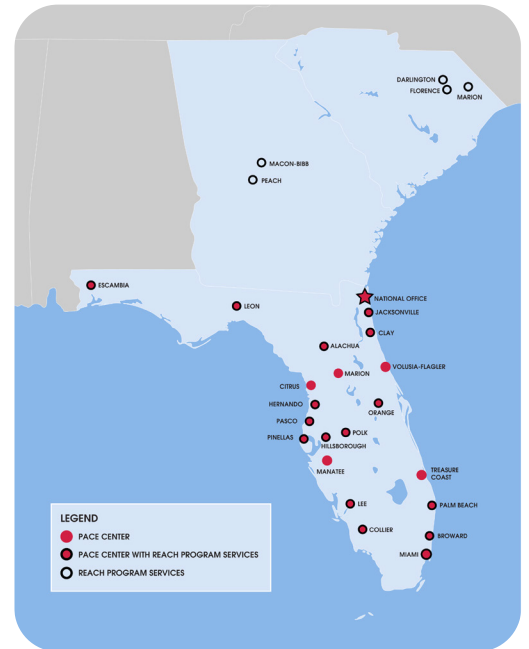 DARLINGTON
FLORENCE
MARION
MACON-BIBB
PEACH
ESCAMBIA
LEON
NATIONAL OFFICE
JACKSONVILLE
CLAY
ALACHUA
VOLUSIA-FLAGLER
MARION
CITRUS
HERNANDO
ORANGE
PASCO
POLK
PINELLAS
HILLSBOROUGH
MANATEE
TREASURE
COAST
LEE
PALM BEACH
COLLIER
BROWARD
MIAMI
LEGEND
PACE CENTER
PACE CENTER WITH REACH PROGRAM SERVICES
REACH PROGRAM SERVICES